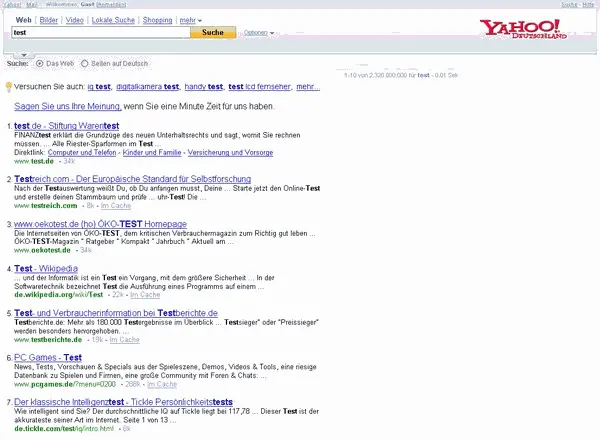 Yahoo! Mail Willkommen, Gast [Anmelden] Suche Hilfe
Web Bilder Video Lokale Suche Shopping mehr
test Suche Optionen
YAHOO!
DEUTSCHLAND
Suche: Das Web Seiten auf Deutsch
1-10 von 2.320.000.000 für test - 0.01 Sek
Versuchen Sie auch: iq test, digitalkamera test, handy test, test lcd fernseher, mehr...
Sagen Sie uns Ihre Meinung, wenn Sie eine Minute Zeit für uns haben.
1. test.de - Stiftung Warentest
FINANZtest erklärt die Grundzüge des neuen Unterhaltsrechts und sagt, womit Sie rechnen
müssen. ... Alle Riester-Sparformen im Test ...
Direktlink: Computer und Telefon - Kinder und Familie - Versicherung und Vorsorge
www.test.de - 34k
2. Testreich.com - Der Europäische Standard für Selbstforschung
Nach der Testauswertung weißt Du, ob Du anfangen musst, Deine ... Starte jetzt den Online-Test
und erstelle deinen Stammbaum und prüfe ... uhr-Test! Die ...
www.testreich.com - 8k - Im Cache
3. www.oekotest.de (ho) ÖKO-TEST Homepage
Die Internetseiten von ÖKO-TEST, dem kritischen Verbrauchermagazin zum Richtig gut leben ...
ÖKO-TEST-Magazin * Ratgeber * Kompakt * Jahrbuch * Aktuell am ...
www.oekotest.de - 34k
4. Test - Wikipedia
... und der Informatik ist ein Test ein Vorgang, mit dem größere Sicherheit ... In der
Softwaretechnik bezeichnet Test die Ausführung eines Programms auf einem ...
de.wikipedia.org/wiki/Test - 22k - Im Cache
5. Test- und Verbraucherinformation bei Testberichte.de
Testberichte.de: Mehr als 180.000 Testergebnisse im Überblick ... Testsieger" oder "Preissieger"
werden besonders hervorgehoben. ...
www.testberichte.de - 19k - Im Cache
6. PC Games - Test
News, Tests, Vorschauen & Specials aus der Spieleszene, Demos, Videos & Tools, eine riesige
Datenbank zu Spielen und Firmen, eine große Community mit Foren & Chats: ...
www.pcgames.de/?menu=0200 - 266k - Im Cache
7. Der klassische Intelligenztest - Tickle Persönlichkeitstests
Wie intelligent sind Sie? Der durchschnittliche IQ auf Tickle liegt bei 117,78 ... Dieser Test ist der
akkurateste seiner Art im Internet. Seite 1 von 13 ...
de.tickle.com/test/iq/intro.html - 6k